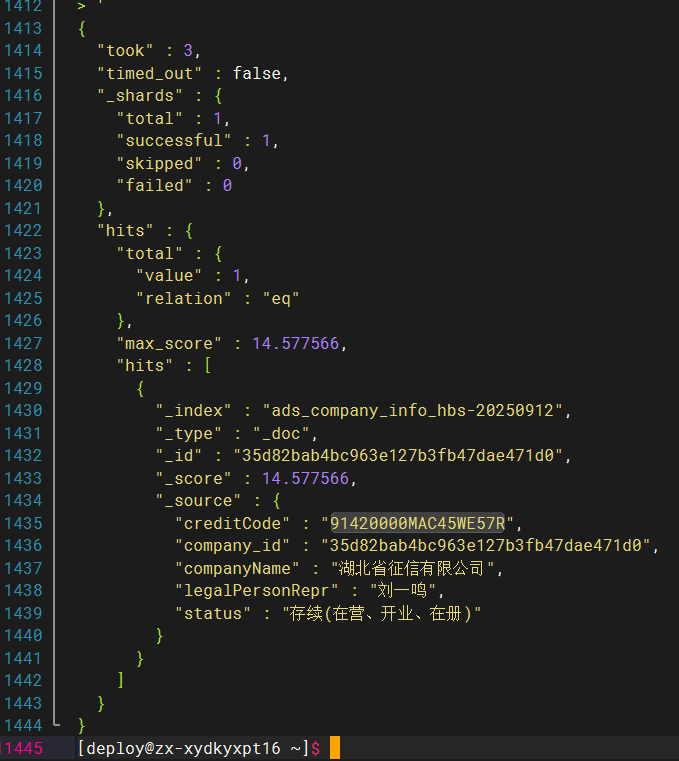 1412 > '
1413 {
1414 "took" : 3,
1415 "timed_out" : false,
1416 "_shards" : {
1417 "total" : 1,
1418 "successful" : 1,
1419 "skipped" : 0,
1420 "failed" : 0
1421 },
1422 "hits" : {
1423 "total" : {
1424 "value" : 1,
1425 "relation" : "eq"
1426 },
1427 "max_score" : 14.577566,
1428 "hits" : [
1429 {
1430 "_index" : "ads_company_info_hbs-20250912",
1431 "_type" : "_doc",
1432 "_id" : "35d82bab4bc963e127b3fb47dae471d0",
1433 "_score" : 14.577566,
1434 "_source" : {
1435 "creditCode" : "91420000MAC45WE57R",
1436 "company_id" : "35d82bab4bc963e127b3fb47dae471d0",
1437 "companyName" : "湖北省征信有限公司",
1438 "legalPersonRepr" : "刘一鸣",
1439 "status" : "存续(在营、开业、在册)"
1440 }
1441 }
1442 ]
1443 }
1444 }
11445 [deploy@zx-xydkyxpt16 ~]$